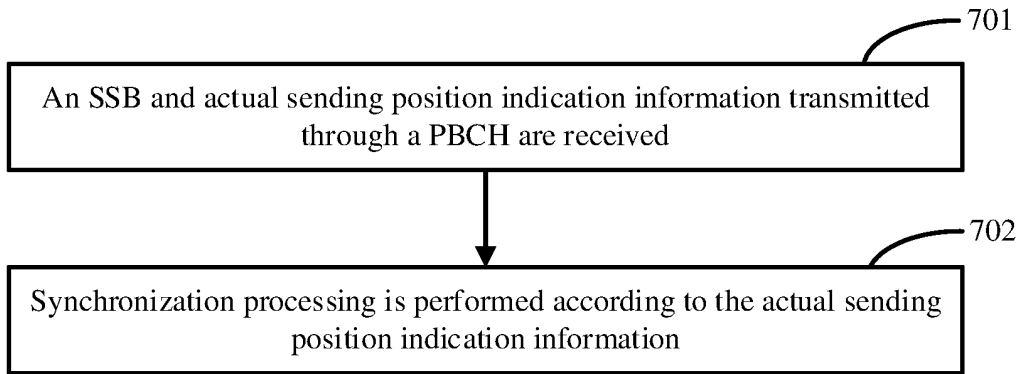 701
An SSB and actual sending position indication information transmitted
through a PBCH are received
702
Synchronization processing is performed according to the actual sending
position indication information